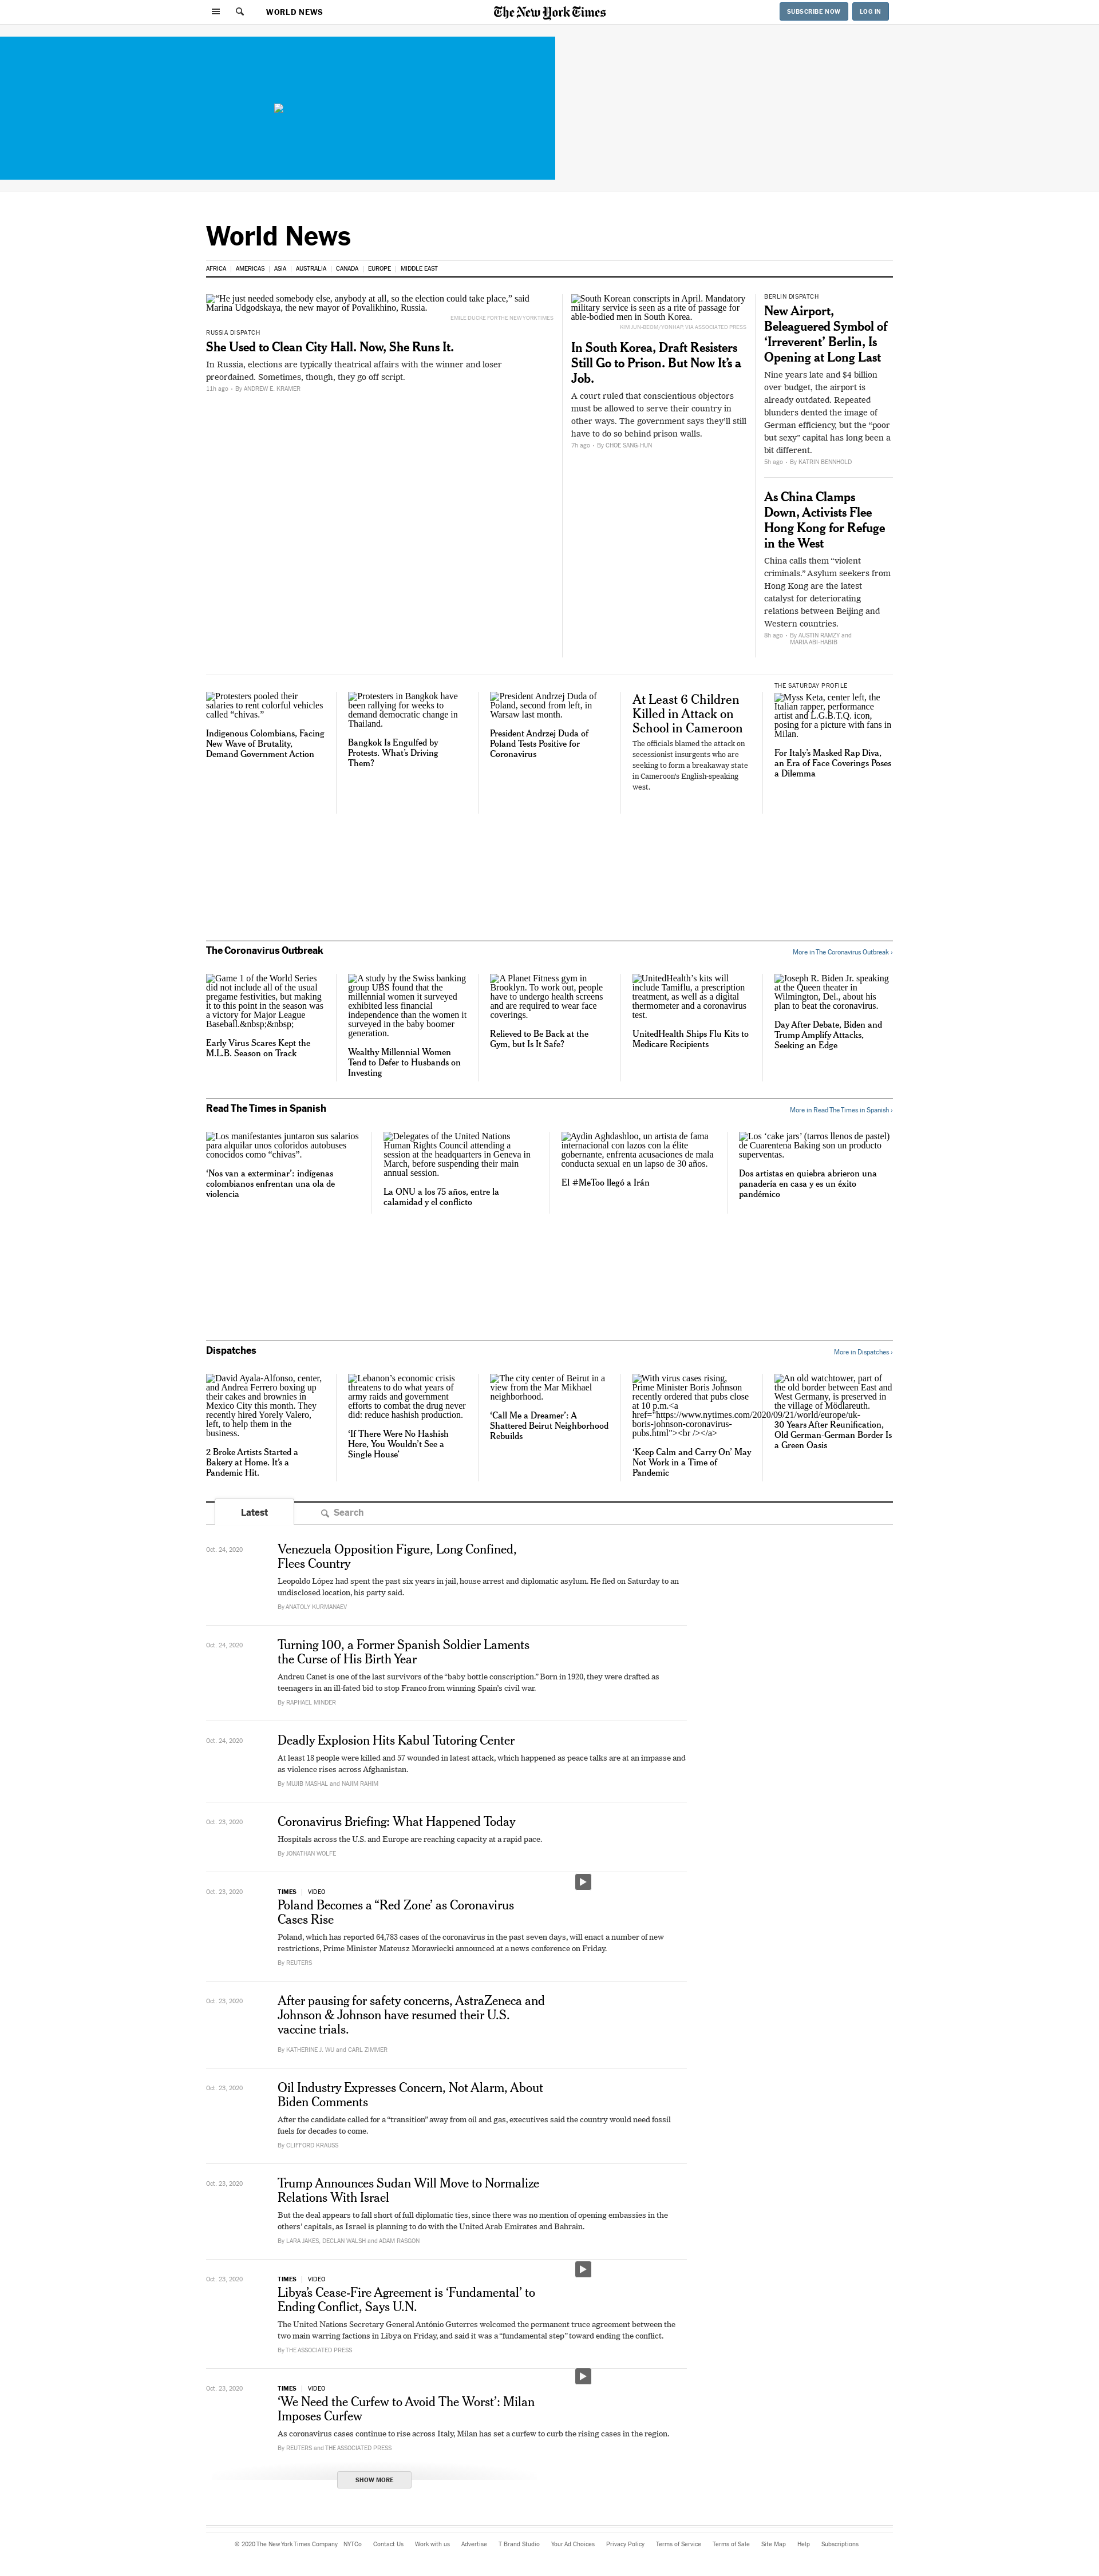 WORLD NEWS
The New York Times
SUBSCRIBE NOW
LOG IN
World News
AFRICA | AMERICAS | ASIA | AUSTRALIA | CANADA | EUROPE | MIDDLE EAST
“He just needed somebody else, anybody at all, so the election could take place,” said
Marina Udgodskaya, the new mayor of Povalikhino, Russia.
EMILE DUCKE FOR THE NEW YORK TIMES
RUSSIA DISPATCH
She Used to Clean City Hall. Now, She Runs It.
In Russia, elections are typically theatrical affairs with the winner and loser
preordained. Sometimes, though, they go off script.
11h ago - By ANDREW E. KRAMER
South Korean conscripts in April. Mandatory
military service is seen as a rite of passage for
able-bodied men in South Korea.
KIM JUN-BEOM/YONHAP, VIA ASSOCIATED PRESS
In South Korea, Draft Resisters
Still Go to Prison. But Now It’s a
Job.
A court ruled that conscientious objectors
must be allowed to serve their country in
other ways. The government says they’ll still
have to do so behind prison walls.
7h ago - By CHOE SANG-HUN
BERLIN DISPATCH
New Airport,
Beleaguered Symbol of
‘Irreverent’ Berlin, Is
Opening at Long Last
Nine years late and $4 billion
over budget, the airport is
already outdated. Repeated
blunders dented the image of
German efficiency, but the “poor
but sexy” capital has long been a
bit different.
5h ago - By KATRIN BENNHOLD
As China Clamps
Down, Activists Flee
Hong Kong for Refuge
in the West
China calls them “violent
criminals.” Asylum seekers from
Hong Kong are the latest
catalyst for deteriorating
relations between Beijing and
Western countries.
8h ago - By AUSTIN RAMZY and
MARIA ABI-HABIB
Protesters pooled their
salaries to rent colorful vehicles
called “chivas.”
Indigenous Colombians, Facing
New Wave of Brutality,
Demand Government Action
Protesters in Bangkok have
been rallying for weeks to
demand democratic change in
Thailand.
Bangkok Is Engulfed by
Protests. What’s Driving
Them?
President Andrzej Duda of
Poland, second from left, in
Warsaw last month.
President Andrzej Duda of
Poland Tests Positive for
Coronavirus
At Least 6 Children
Killed in Attack on
School in Cameroon
The officials blamed the attack on
secessionist insurgents who are
seeking to form a breakaway state
in Cameroon’s English-speaking
west.
THE SATURDAY PROFILE
Myss Keta, center left, the
Italian rapper, performance
artist and L.G.B.T.Q. icon,
posing for a picture with fans in
Milan.
For Italy’s Masked Rap Diva,
an Era of Face Coverings Poses
a Dilemma
The Coronavirus Outbreak
More in The Coronavirus Outbreak ›
Game 1 of the World Series
did not include all of the usual
pregame festivities, but making
it to this point in the season was
a victory for Major League
Baseball.&nbsp;&nbsp;
Early Virus Scares Kept the
M.L.B. Season on Track
A study by the Swiss banking
group UBS found that the
millennial women it surveyed
exhibited less financial
independence than the women it
surveyed in the baby boomer
generation.
Wealthy Millennial Women
Tend to Defer to Husbands on
Investing
A Planet Fitness gym in
Brooklyn. To work out, people
have to undergo health screens
and are required to wear face
coverings.
Relieved to Be Back at the
Gym, but Is It Safe?
UnitedHealth’s kits will
include Tamiflu, a prescription
treatment, as well as a digital
thermometer and a coronavirus
test.
UnitedHealth Ships Flu Kits to
Medicare Recipients
Joseph R. Biden Jr. speaking
at the Queen theater in
Wilmington, Del., about his
plan to beat the coronavirus.
Day After Debate, Biden and
Trump Amplify Attacks,
Seeking an Edge
Read The Times in Spanish
More in Read The Times in Spanish ›
Los manifestantes juntaron sus salarios
para alquilar unos coloridos autobuses
conocidos como “chivas”.
‘Nos van a exterminar’: indígenas
colombianos enfrentan una ola de
violencia
Delegates of the United Nations
Human Rights Council attending a
session at the headquarters in Geneva in
March, before suspending their main
annual session.
La ONU a los 75 años, entre la
calamidad y el conflicto
Aydin Aghdashloo, un artista de fama
internacional con lazos con la élite
gobernante, enfrenta acusaciones de mala
conducta sexual en un lapso de 30 años.
El #MeToo llegó a Irán
Los ‘cake jars’ (tarros llenos de pastel)
de Cuarentena Baking son un producto
superventas.
Dos artistas en quiebra abrieron una
panadería en casa y es un éxito
pandémico
Dispatches
More in Dispatches ›
David Ayala-Alfonso, center,
and Andrea Ferrero boxing up
their cakes and brownies in
Mexico City this month. They
recently hired Yorely Valero,
left, to help them in the
business.
2 Broke Artists Started a
Bakery at Home. It’s a
Pandemic Hit.
Lebanon’s economic crisis
threatens to do what years of
army raids and government
efforts to combat the drug never
did: reduce hashish production.
‘If There Were No Hashish
Here, You Wouldn’t See a
Single House’
The city center of Beirut in a
view from the Mar Mikhael
neighborhood.
‘Call Me a Dreamer’: A
Shattered Beirut Neighborhood
Rebuilds
With virus cases rising,
Prime Minister Boris Johnson
recently ordered that pubs close
at 10 p.m.<a
href="https://www.nytimes.com/2020/09/21/world/europe/uk-
boris-johnson-coronavirus-
pubs.html"><br /></a>
‘Keep Calm and Carry On’ May
Not Work in a Time of
Pandemic
An old watchtower, part of
the old border between East and
West Germany, is preserved in
the village of Mödlareuth.
30 Years After Reunification,
Old German-German Border Is
a Green Oasis
Latest
Search
Oct. 24, 2020
Venezuela Opposition Figure, Long Confined,
Flees Country
Leopoldo López had spent the past six years in jail, house arrest and diplomatic asylum. He fled on Saturday to an
undisclosed location, his party said.
By ANATOLY KURMANAEV
Oct. 24, 2020
Turning 100, a Former Spanish Soldier Laments
the Curse of His Birth Year
Andreu Canet is one of the last survivors of the “baby bottle conscription.” Born in 1920, they were drafted as
teenagers in an ill-fated bid to stop Franco from winning Spain’s civil war.
By RAPHAEL MINDER
Oct. 24, 2020
Deadly Explosion Hits Kabul Tutoring Center
At least 18 people were killed and 57 wounded in latest attack, which happened as peace talks are at an impasse and
as violence rises across Afghanistan.
By MUJIB MASHAL and NAJIM RAHIM
Oct. 23, 2020
Coronavirus Briefing: What Happened Today
Hospitals across the U.S. and Europe are reaching capacity at a rapid pace.
By JONATHAN WOLFE
Oct. 23, 2020
TIMES | VIDEO
Poland Becomes a “Red Zone’ as Coronavirus
Cases Rise
Poland, which has reported 64,783 cases of the coronavirus in the past seven days, will enact a number of new
restrictions, Prime Minister Mateusz Morawiecki announced at a news conference on Friday.
By REUTERS
Oct. 23, 2020
After pausing for safety concerns, AstraZeneca and
Johnson & Johnson have resumed their U.S.
vaccine trials.
By KATHERINE J. WU and CARL ZIMMER
Oct. 23, 2020
Oil Industry Expresses Concern, Not Alarm, About
Biden Comments
After the candidate called for a “transition” away from oil and gas, executives said the country would need fossil
fuels for decades to come.
By CLIFFORD KRAUSS
Oct. 23, 2020
Trump Announces Sudan Will Move to Normalize
Relations With Israel
But the deal appears to fall short of full diplomatic ties, since there was no mention of opening embassies in the
others’ capitals, as Israel is planning to do with the United Arab Emirates and Bahrain.
By LARA JAKES, DECLAN WALSH and ADAM RASGON
Oct. 23, 2020
TIMES | VIDEO
Libya’s Cease-Fire Agreement is ‘Fundamental’ to
Ending Conflict, Says U.N.
The United Nations Secretary General António Guterres welcomed the permanent truce agreement between the
two main warring factions in Libya on Friday, and said it was a “fundamental step” toward ending the conflict.
By THE ASSOCIATED PRESS
Oct. 23, 2020
TIMES | VIDEO
‘We Need the Curfew to Avoid The Worst’: Milan
Imposes Curfew
As coronavirus cases continue to rise across Italy, Milan has set a curfew to curb the rising cases in the region.
By REUTERS and THE ASSOCIATED PRESS
SHOW MORE
© 2020 The New York Times Company NYTCo Contact Us Work with us Advertise T Brand Studio Your Ad Choices Privacy Policy Terms of Service Terms of Sale Site Map Help Subscriptions